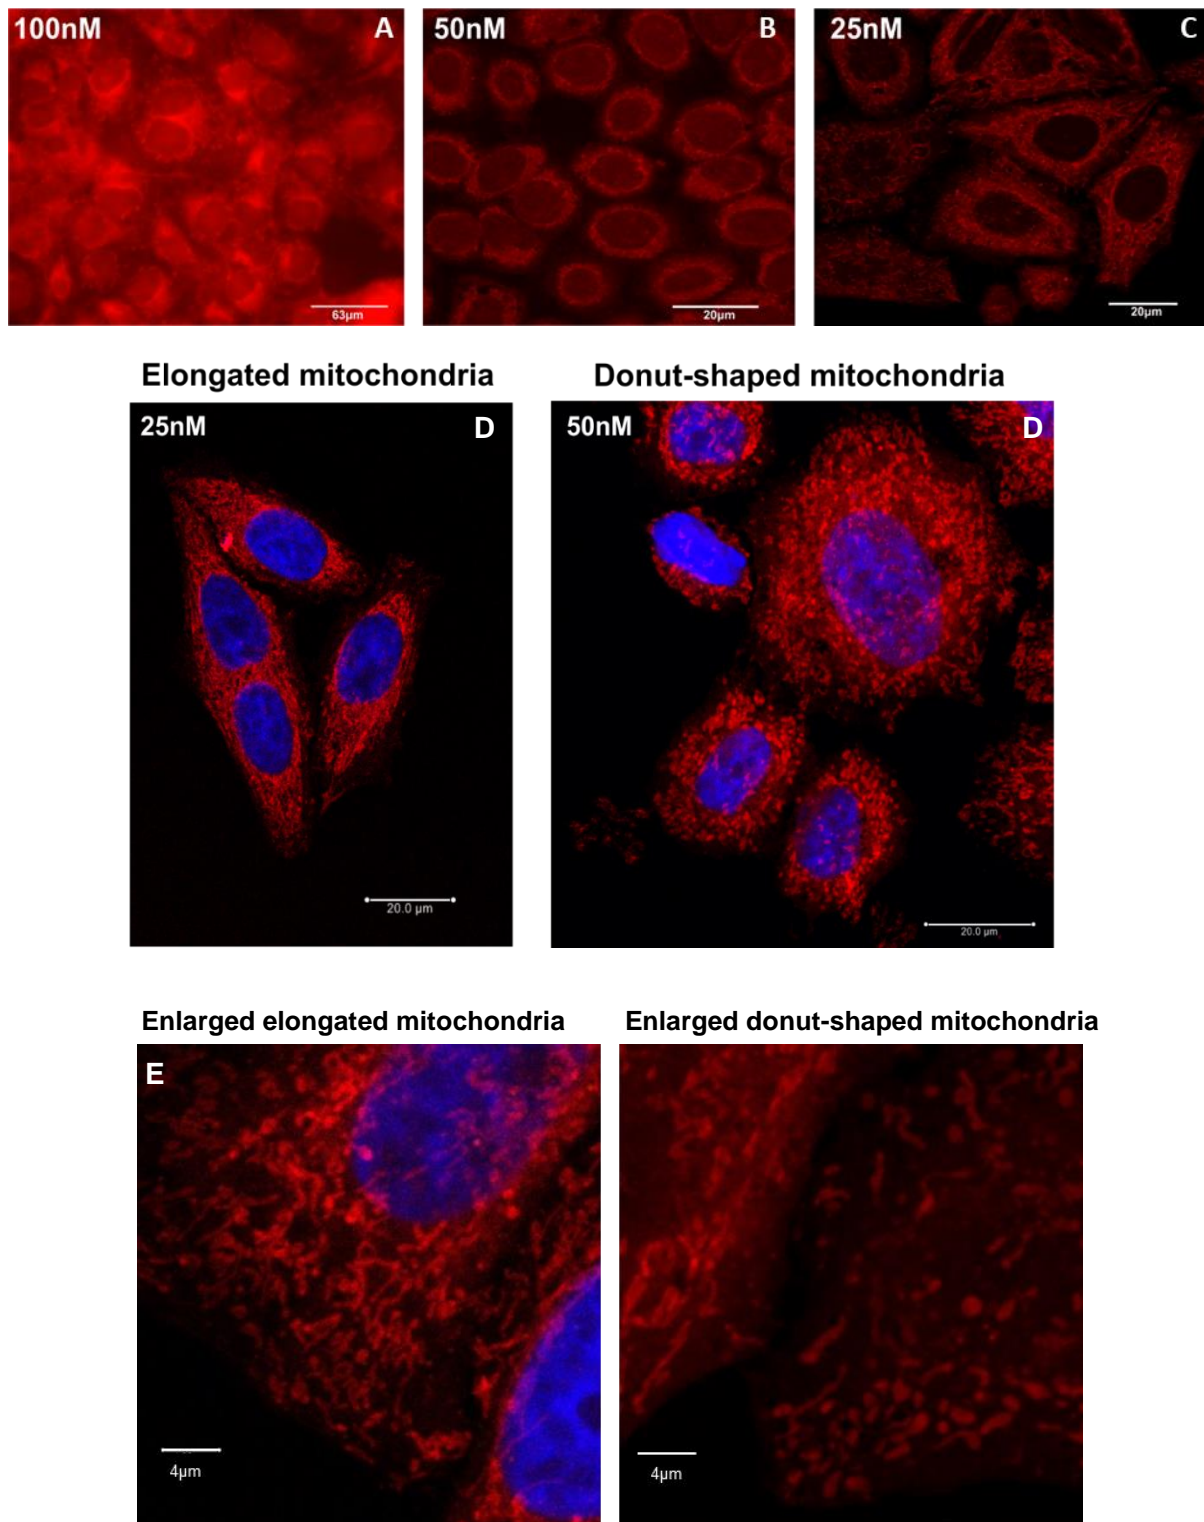 100nM A
50nM B
25nM C
63µm
20µm
20µm
Elongated mitochondria
Donut-shaped mitochondria
25nM D
50nM D
20.0 µm
20.0 µm
Enlarged elongated mitochondria
Enlarged donut-shaped mitochondria
E
4µm
4µm